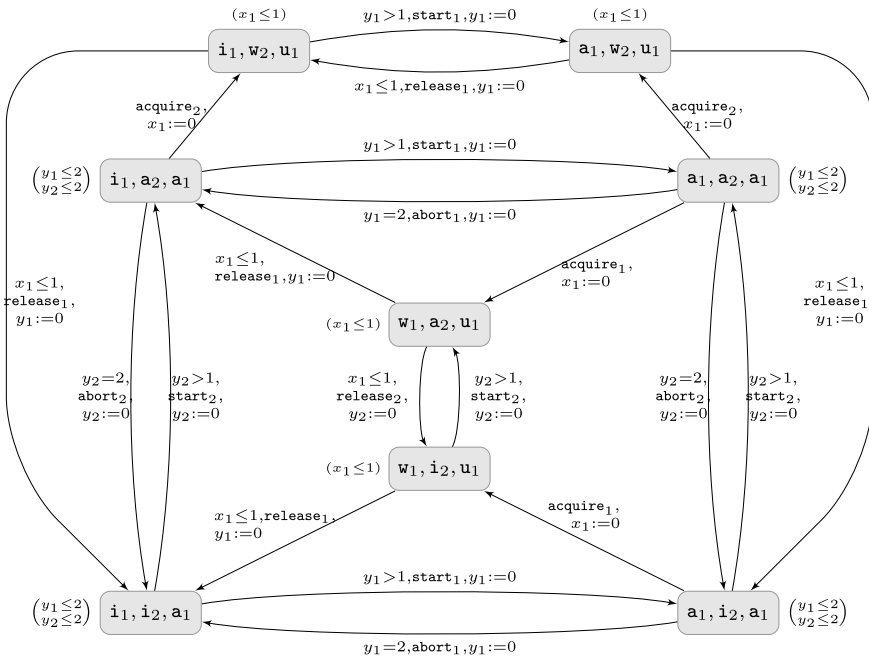 (x₁≤1)
(x₁≤1)
y₁>1,start₁,y₁:=0
i₁,w₂,u₁
a₁,w₂,u₁
x₁≤1,release₁,y₁:=0
acquire₂,
x₁:=0
acquire₂,
x₁:=0
y₁>1,start₁,y₁:=0
(y₁≤2
y₂≤2)
i₁,a₂,a₁
a₁,a₂,a₁
(y₁≤2
y₂≤2)
y₁=2,abort₁,y₁:=0
x₁≤1,
release₁,y₁:=0
acquire₁,
x₁:=0
x₁≤1,
release₁,
y₁:=0
x₁≤1,
release₁
y₁:=0
(x₁≤1)
w₁,a₂,u₁
y₂=2,
abort₂,
y₂:=0
y₂>1,
start₂,
y₂:=0
x₁≤1,
release₂
y₂:=0
y₂>1,
start₂,
y₂:=0
y₂=2,
abort₂,
y₂:=0
y₂>1,
start₂,
y₂:=0
(x₁≤1)
w₁,i₂,u₁
x₁≤1,release₁,
y₁:=0
acquire₁,
x₁:=0
y₁>1,start₁,y₁:=0
(y₁≤2
y₂≤2)
i₁,i₂,a₁
a₁,i₂,a₁
(y₁≤2
y₂≤2)
y₁=2,abort₁,y₁:=0